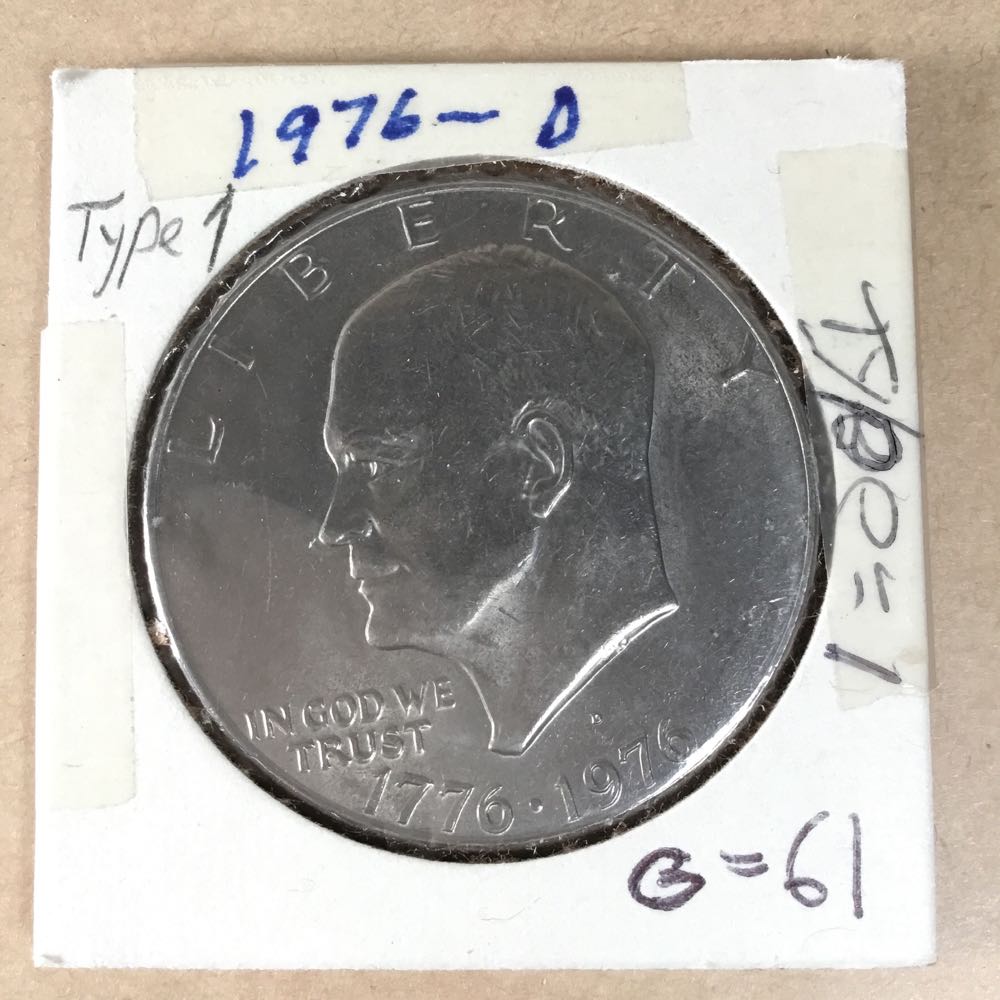 1976-D
Type 1
TYPE=1
LIBERTY
IN GOD WE
TRUST
D
1776·1976
G=61